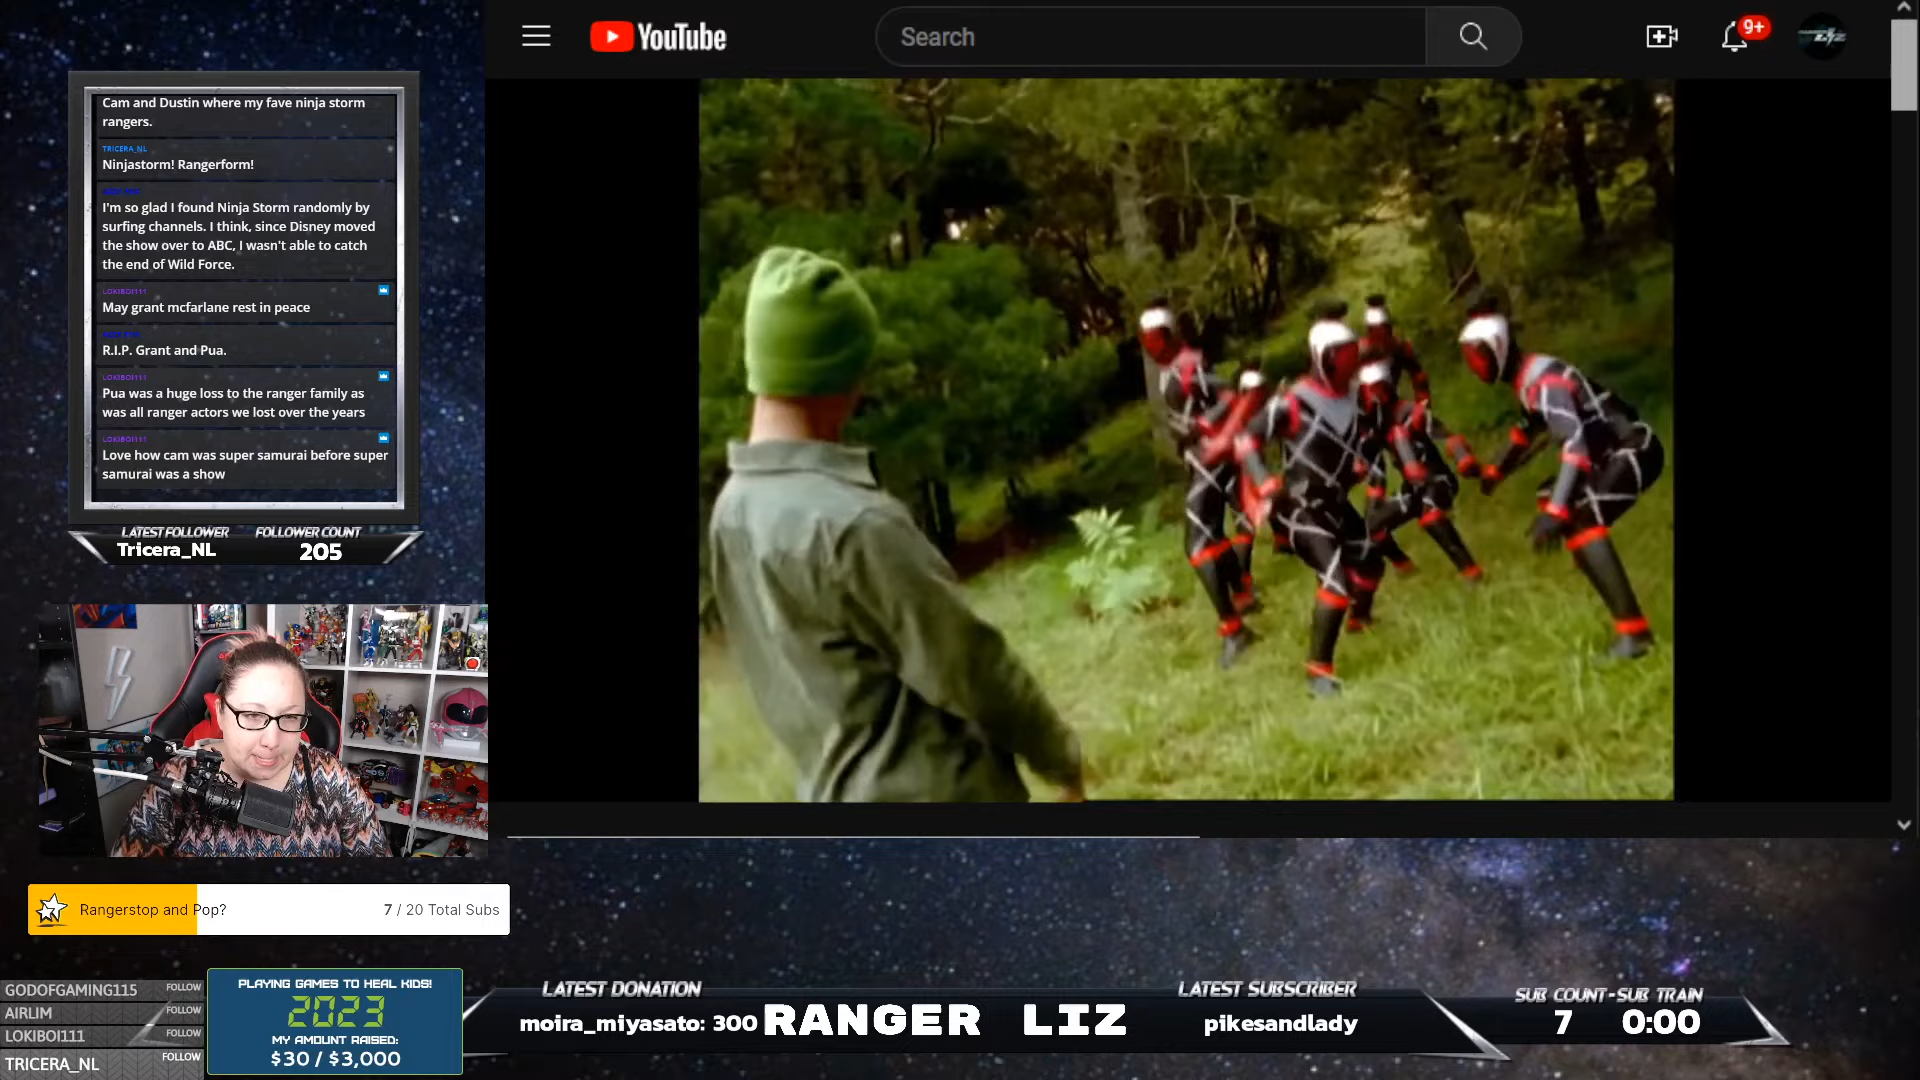 YouTube
Search
9+
Cam and Dustin where my fave ninja storm
rangers.
TRICERA_NL
Ninjastorm! Rangerform!
I'm so glad I found Ninja Storm randomly by
surfing channels. I think, since Disney moved
the show over to ABC, I wasn't able to catch
the end of Wild Force.
LOKIBOI111
May grant mcfarlane rest in peace
R.I.P. Grant and Pua.
LOKIBOI111
Pua was a huge loss to the ranger family as
was all ranger actors we lost over the years
LOKIBOI111
Love how cam was super samurai before super
samurai was a show
LATEST FOLLOWER FOLLOWER COUNT
Tricera_NL 205
Rangerstop and Pop? 7 / 20 Total Subs
GODOFGAMING115 FOLLOW
AIRLIM FOLLOW
LOKIBOI111 FOLLOW
TRICERA_NL FOLLOW
PLAYING GAMES TO HEAL KIDS!
2023
MY AMOUNT RAISED:
$30 / $3,000
LATEST DONATION
moira_miyasato: 300
RANGER LIZ
LATEST SUBSCRIBER
pikesandlady
SUB COUNT-SUB TRAIN
7 0:00